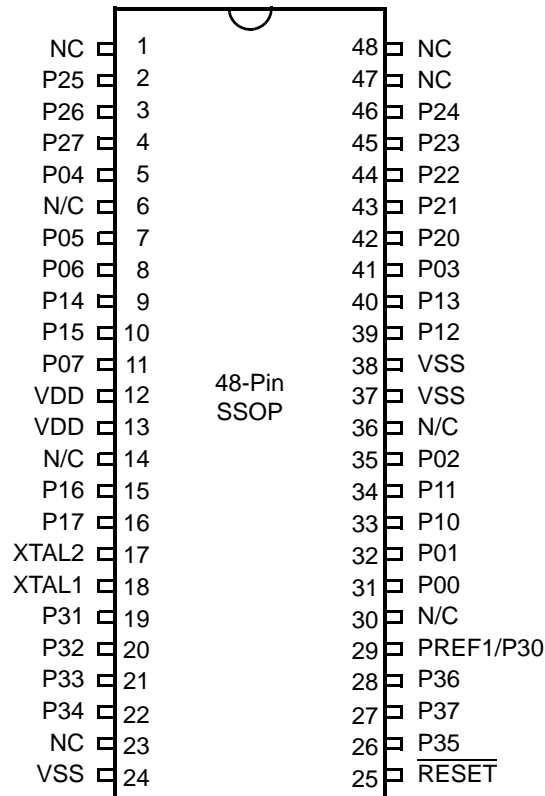 NC 1 48 NC
P25 2 47 NC
P26 3 46 P24
P27 4 45 P23
P04 5 44 P22
N/C 6 43 P21
P05 7 42 P20
P06 8 41 P03
P14 9 40 P13
P15 10 39 P12
P07 11 38 VSS
VDD 12 48-Pin 37 VSS
VDD 13 SSOP 36 N/C
N/C 14 35 P02
P16 15 34 P11
P17 16 33 P10
XTAL2 17 32 P01
XTAL1 18 31 P00
P31 19 30 N/C
P32 20 29 PREF1/P30
P33 21 28 P36
P34 22 27 P37
NC 23 26 P35
VSS 24 25 RESET